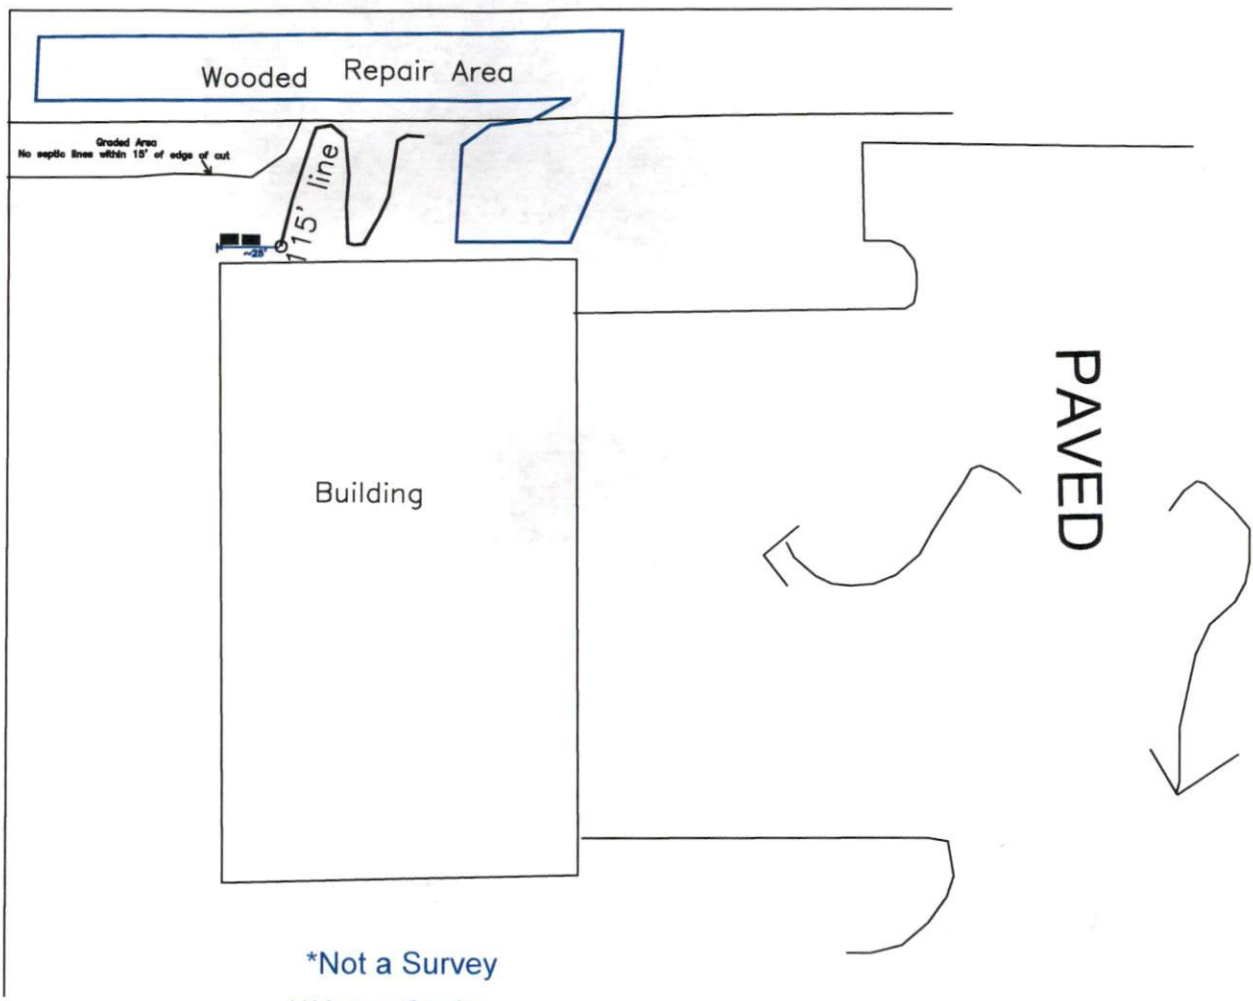 Wooded Repair Area
Graded Area
No septic lines within 15' of edge of cut
115' line
~25'
Building
PAVED
*Not a Survey